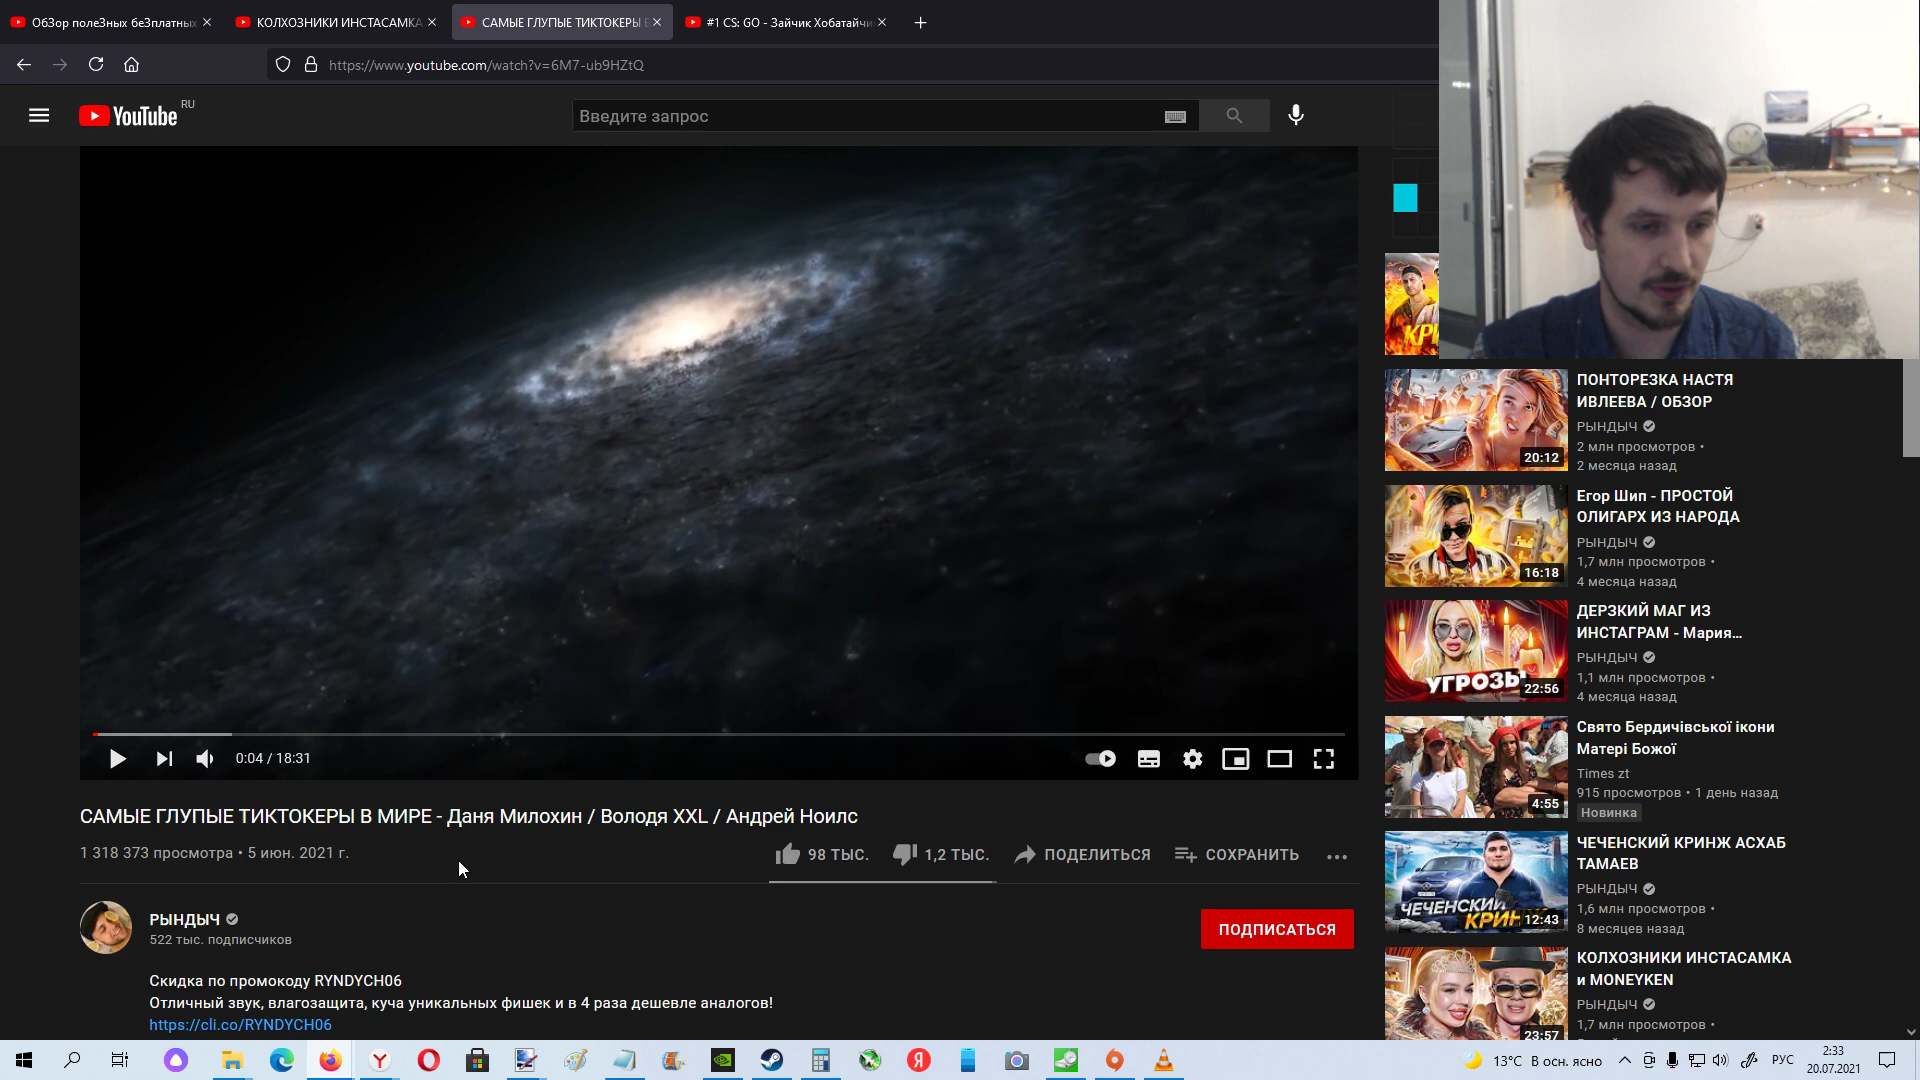 ОбЗор полеЗных беЗплатных
КОЛХОЗНИКИ ИНСТАСАМКА
САМЫЕ ГЛУПЫЕ ТИКТОКЕРЫ В
#1 CS: GO - Зайчик Хобатайчи
https://www.youtube.com/watch?v=6M7-ub9HZtQ
YouTube
RU
Введите запрос
0:04 / 18:31
САМЫЕ ГЛУПЫЕ ТИКТОКЕРЫ В МИРЕ - Даня Милохин / Володя XXL / Андрей Ноилс
1 318 373 просмотра • 5 июн. 2021 г.
98 ТЫС.
1,2 ТЫС.
ПОДЕЛИТЬСЯ
СОХРАНИТЬ
РЫНДЫЧ
522 тыс. подписчиков
ПОДПИСАТЬСЯ
Скидка по промокоду RYNDYCH06
Отличный звук, влагозащита, куча уникальных фишек и в 4 раза дешевле аналогов!
https://cli.co/RYNDYCH06
КРИ
20:12
ПОНТОРЕЗКА НАСТЯ
ИВЛЕЕВА / ОБЗОР
РЫНДЫЧ
2 млн просмотров •
2 месяца назад
16:18
Егор Шип - ПРОСТОЙ
ОЛИГАРХ ИЗ НАРОДА
РЫНДЫЧ
1,7 млн просмотров •
4 месяца назад
УГРОЗЫ
22:56
ДЕРЗКИЙ МАГ ИЗ
ИНСТАГРАМ - Мария...
РЫНДЫЧ
1,1 млн просмотров •
4 месяца назад
4:55
Свято Бердичівської ікони
Матері Божої
Times zt
915 просмотров • 1 день назад
Новинка
ЧЕЧЕНСКИЙ
КРИН
12:43
ЧЕЧЕНСКИЙ КРИНЖ АСХАБ
ТАМАЕВ
РЫНДЫЧ
1,6 млн просмотров •
8 месяцев назад
23:57
КОЛХОЗНИКИ ИНСТАСАМКА
и MONEYKEN
РЫНДЫЧ
1,7 млн просмотров •
13°C В осн. ясно
РУС
2:33
20.07.2021